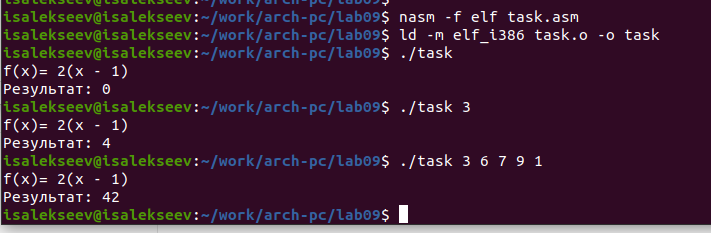 isalekseev@isalekseev:~/work/arch-pc/lab09$ nasm -f elf task.asm
isalekseev@isalekseev:~/work/arch-pc/lab09$ ld -m elf_i386 task.o -o task
isalekseev@isalekseev:~/work/arch-pc/lab09$ ./task
f(x)= 2(x - 1)
Результат: 0
isalekseev@isalekseev:~/work/arch-pc/lab09$ ./task 3
f(x)= 2(x - 1)
Результат: 4
isalekseev@isalekseev:~/work/arch-pc/lab09$ ./task 3 6 7 9 1
f(x)= 2(x - 1)
Результат: 42
isalekseev@isalekseev:~/work/arch-pc/lab09$